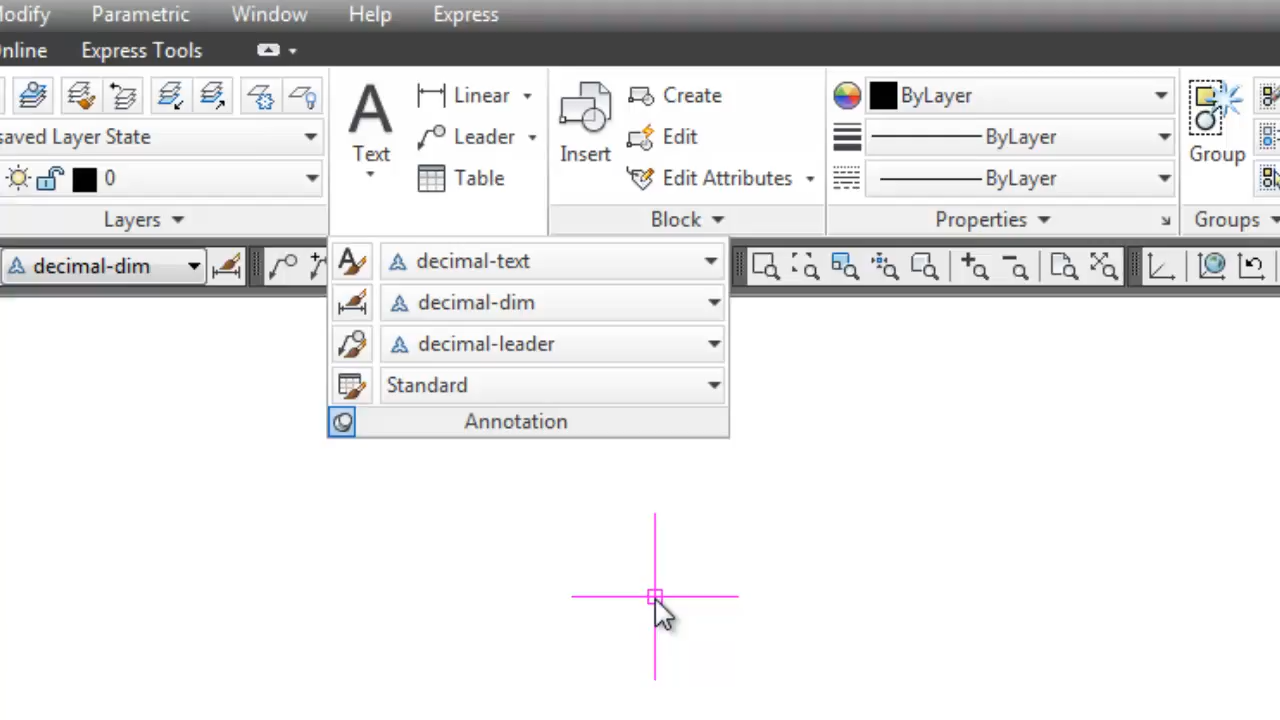 odify Parametric Window Help Express
nline Express Tools
Linear Create ByLayer
Text Leader Insert Edit ByLayer Group
saved Layer State
0 Table Edit Attributes ByLayer
Layers Block Properties Groups
decimal-dim
decimal-text
decimal-dim
decimal-leader
Standard
Annotation